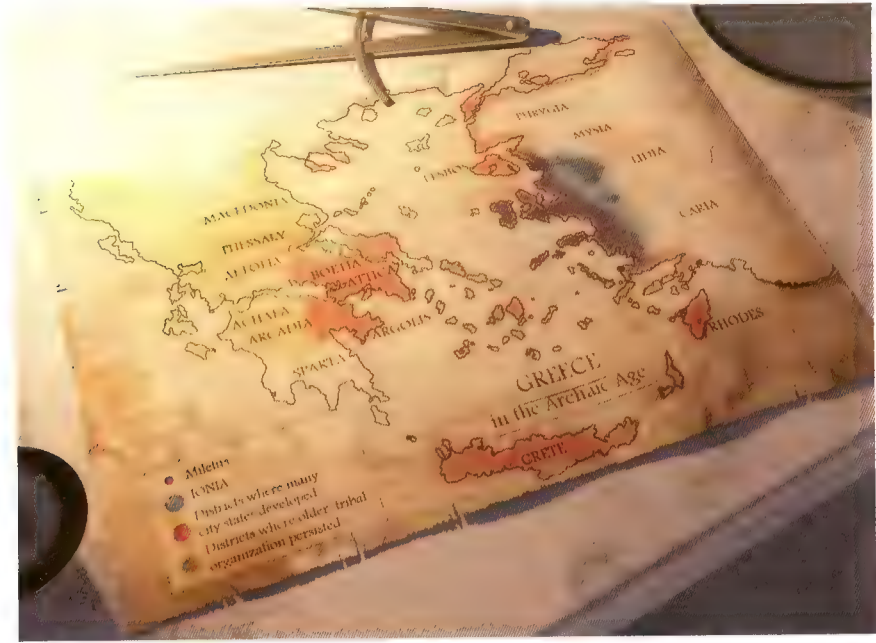 PHRYGIA
MYSIA
LIDIA
LESBOS
CARIA
MACEDONIA
THESSALY
AETOLIA
BOETIA
ATTICA
ACHAEA
ARCADIA
ARGOLIS
SPARTA
RHODES
GREECE
in the Archaic Age
CRETE
Miletus
IONIA
Districts where many
city states developed
Districts where older tribal
organization persisted